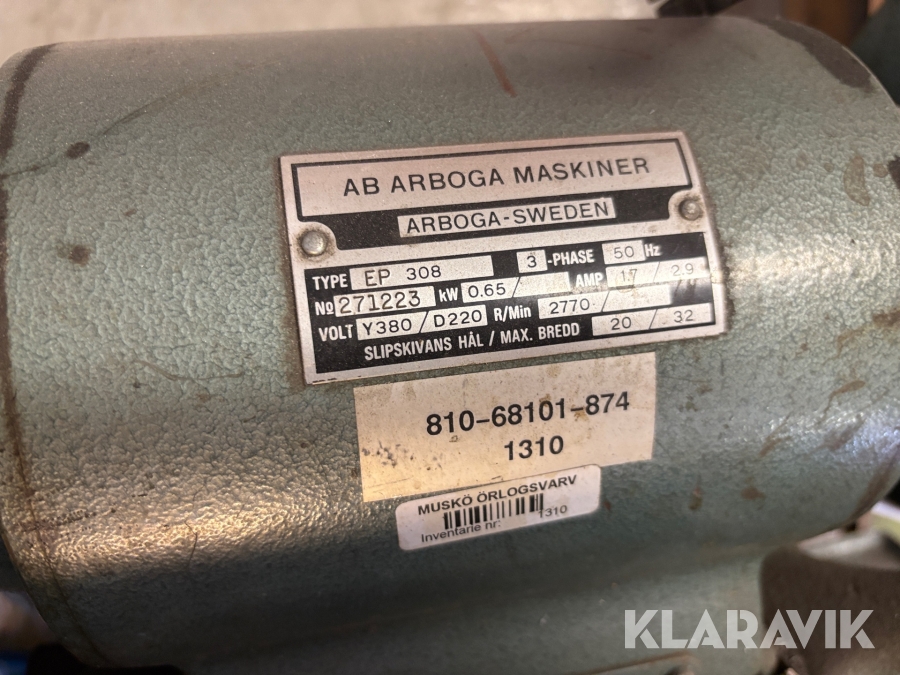 AB ARBOGA MASKINER
ARBOGA-SWEDEN
TYPE EP 308 3-PHASE 50 Hz
No 271223 kW 0.65/ AMP 1.7 / 2.9
VOLT Y380/D220 R/Min 2770/
SLIPSKIVANS HÅL / MAX. BREDD 20 / 32
810-68101-874
1310
MUSKÖ ÖRLOGSVARV
Inventarie nr: 1310
KLARAVIK